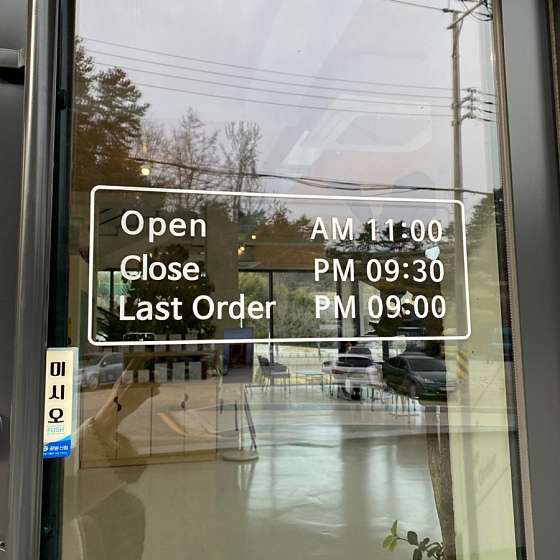 Open AM 11:00
Close PM 09:30
Last Order PM 09:00
미시오
PUSH